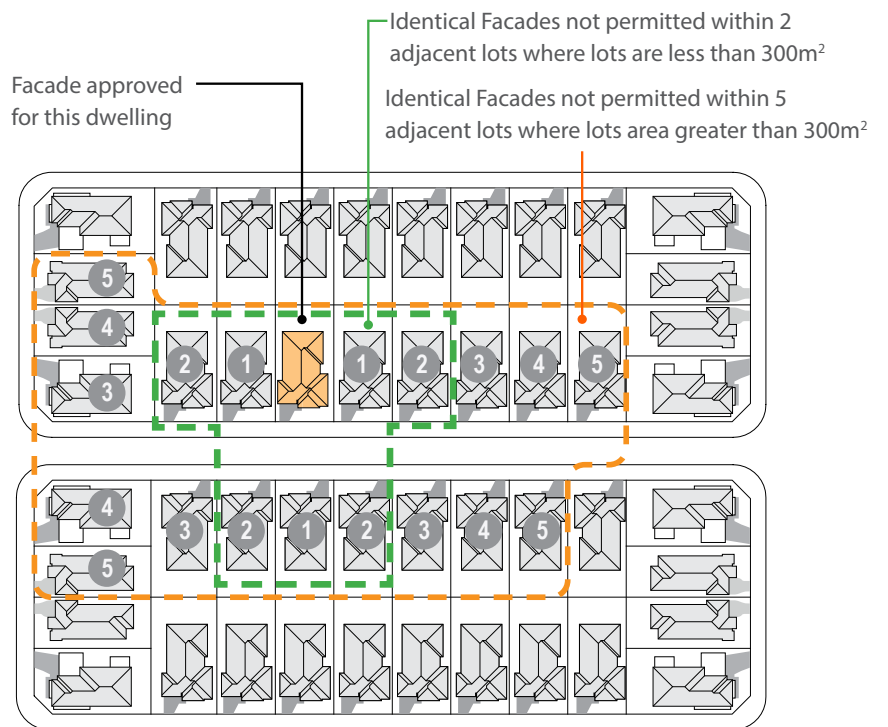 Identical Facades not permitted within 2
adjacent lots where lots are less than 300m²
Facade approved
for this dwelling
Identical Facades not permitted within 5
adjacent lots where lots area greater than 300m²
5
4
3
2 1 1 2 3 4 5
4
3 2 1 2 3 4 5
5